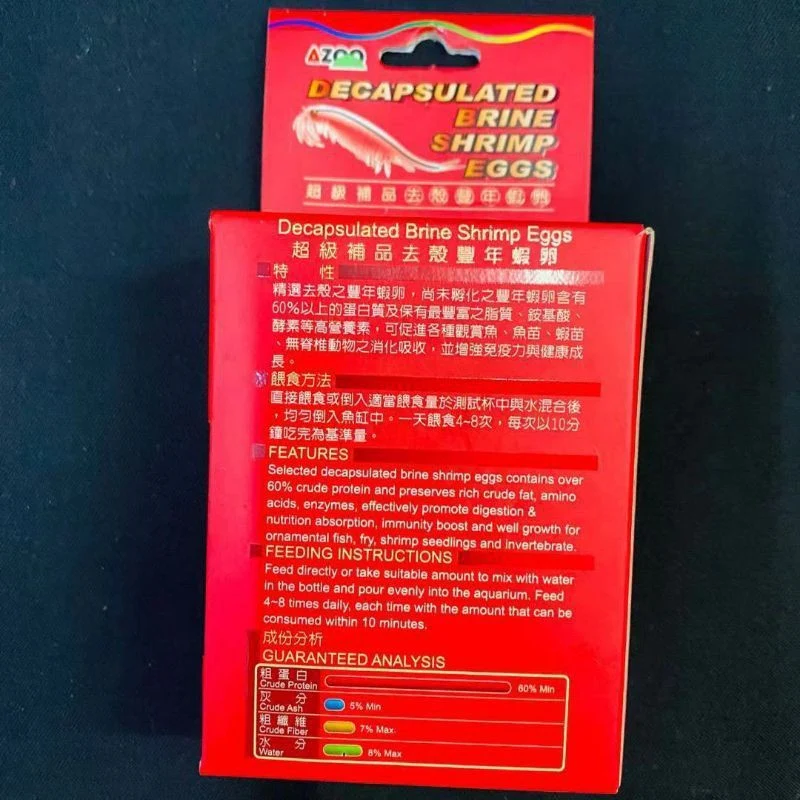 AZOO
DECAPSULATED
BRINE
SHRIMP
EGGS
超級補品去殼豐年蝦卵
Decapsulated Brine Shrimp Eggs
超級補品去殼豐年蝦卵
特 性
精選去殼之豐年蝦卵，尚未孵化之豐年蝦卵含有
60%以上的蛋白質及保有最豐富之脂質、銨基酸、
酵素等高營養素，可促進各種觀賞魚、魚苗、蝦苗
、無脊椎動物之消化吸收，並增強免疫力與健康成
長。
餵食方法
直接餵食或倒入適當餵食量於測試杯中與水混合後
，均勻倒入魚缸中。一天餵食4~8次，每次以10分
鐘吃完為基準量。
FEATURES
Selected decapsulated brine shrimp eggs contains over
60% crude protein and preserves rich crude fat, amino
acids, enzymes, effectively promote digestion &
nutrition absorption, immunity boost and well growth for
ornamental fish, fry, shrimp seedlings and invertebrate.
FEEDING INSTRUCTIONS
Feed directly or take suitable amount to mix with water
in the bottle and pour evenly into the aquarium. Feed
4~8 times daily, each time with the amount that can be
consumed within 10 minutes.
成份分析
GUARANTEED ANALYSIS
粗蛋白
Crude Protein 60% Min
灰 分
Crude Ash 5% Min
粗纖維
Crude Fiber 7% Max
水 分
Water 8% Max